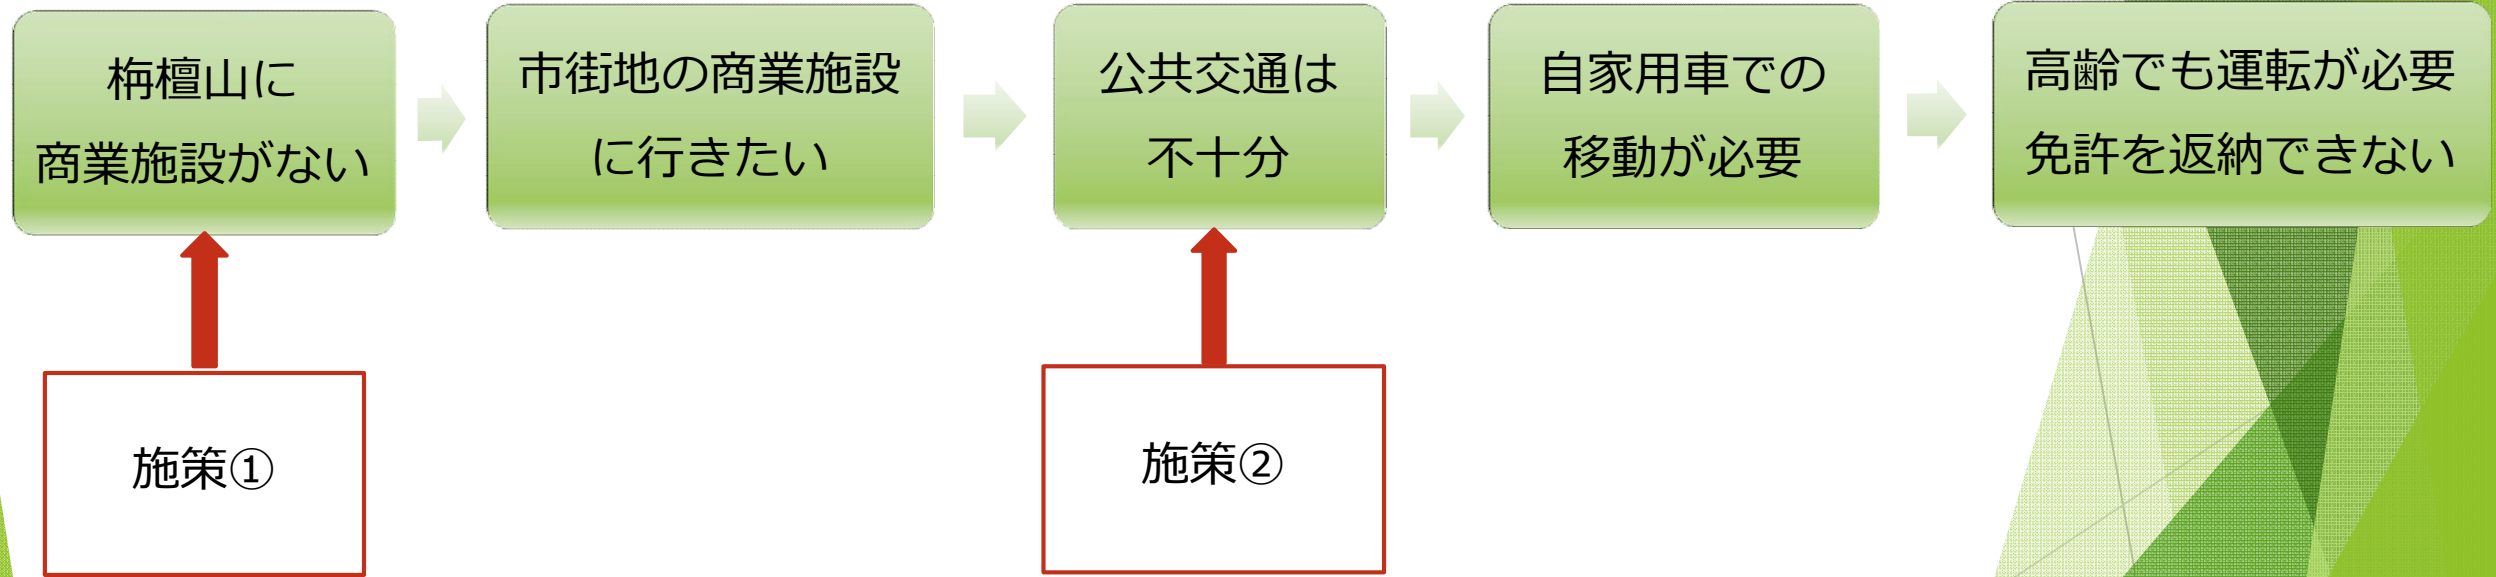 栴檀山に
商業施設がない
市街地の商業施設
に行きたい
公共交通は
不十分
自家用車での
移動が必要
高齢でも運転が必要
免許を返納できない
施策①
施策②